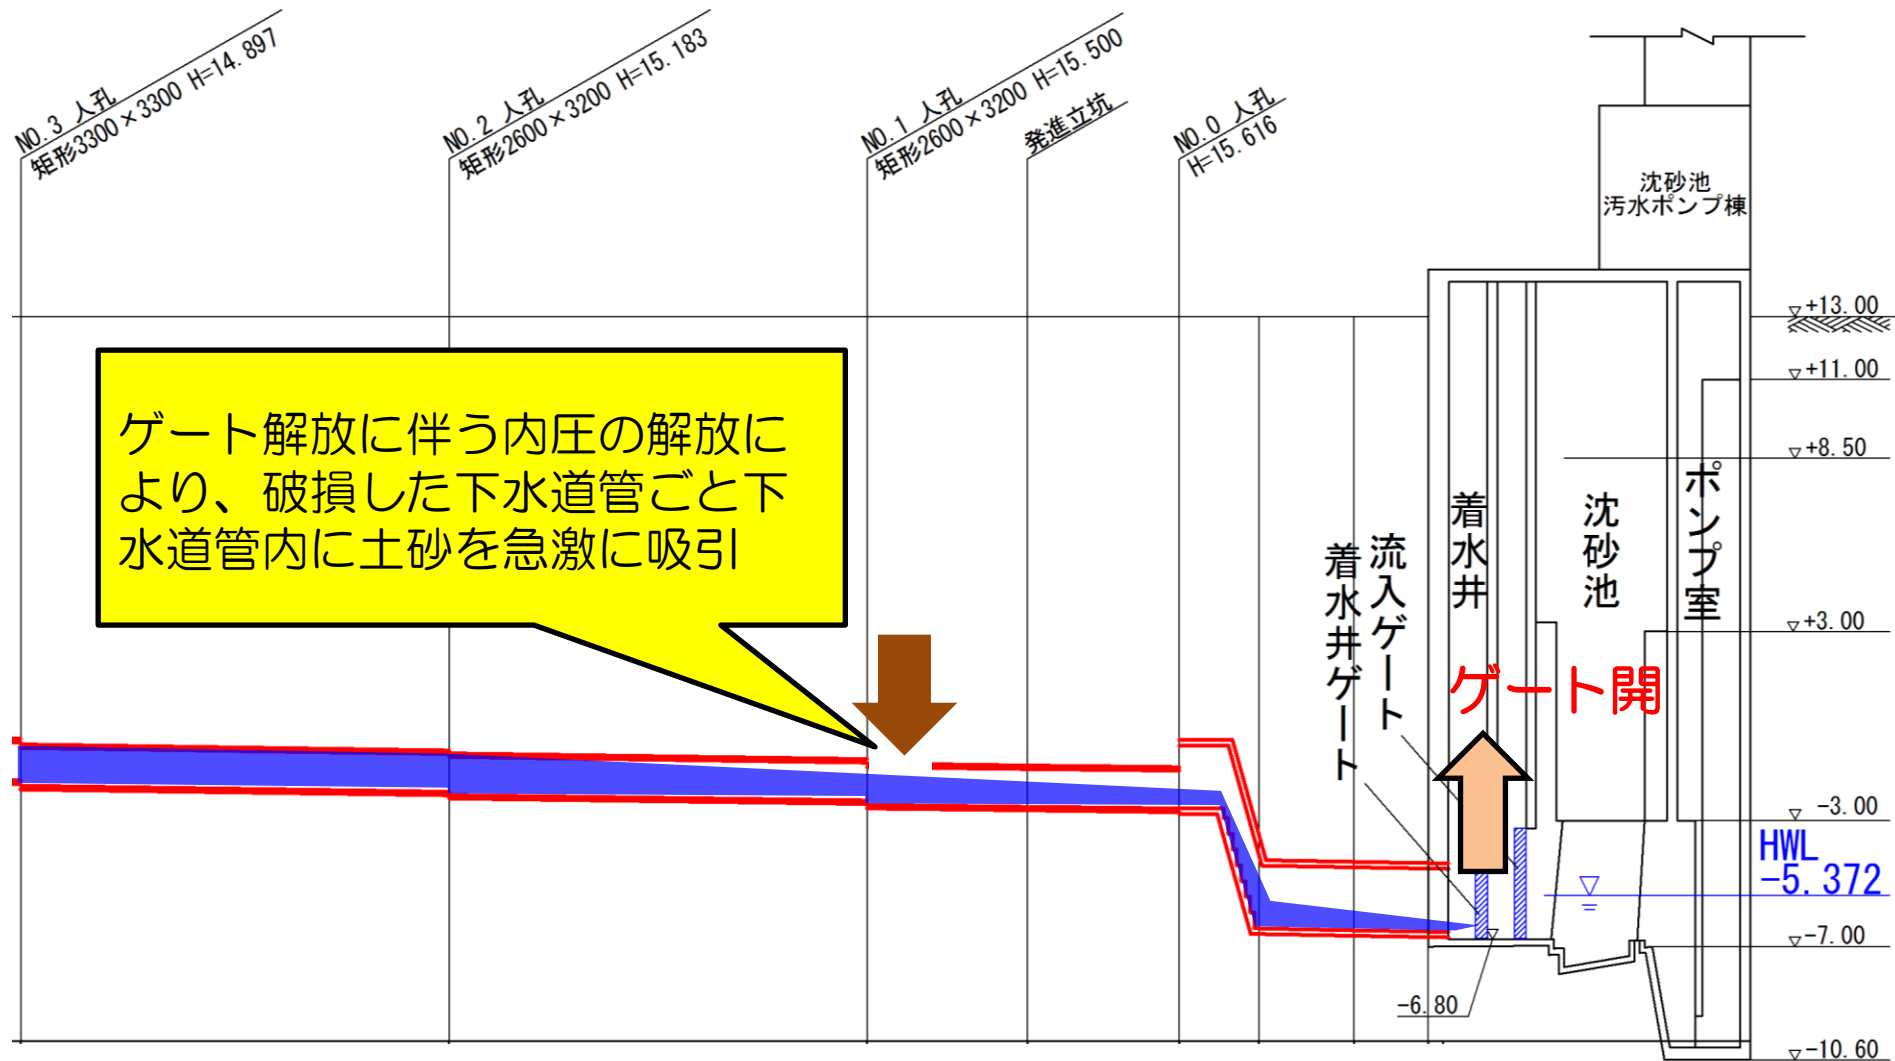 NO.3 人孔
矩形3300×3300 H=14.897
NO.2 人孔
矩形2600×3200 H=15.183
NO.1 人孔
矩形2600×3200 H=15.500
発進立坑
NO.0 人孔
H=15.616
沈砂池
汚水ポンプ棟
+13.00
+11.00
+8.50
+3.00
-3.00
HWL
-5.372
-7.00
-10.60
-6.80
ゲート解放に伴う内圧の解放に
より、破損した下水道管ごと下
水道管内に土砂を急激に吸引
着水井ゲート
流入ゲート
着水井
沈砂池
ポンプ室
ゲート開